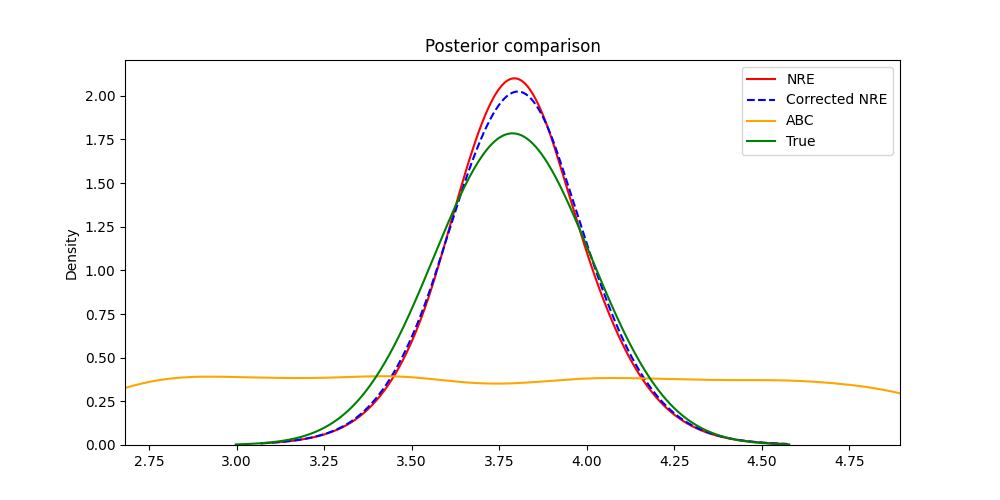 Posterior comparison
NRE
Corrected NRE
ABC
True
Density
2.00
1.75
1.50
1.25
1.00
0.75
0.50
0.25
0.00
2.75 3.00 3.25 3.50 3.75 4.00 4.25 4.50 4.75